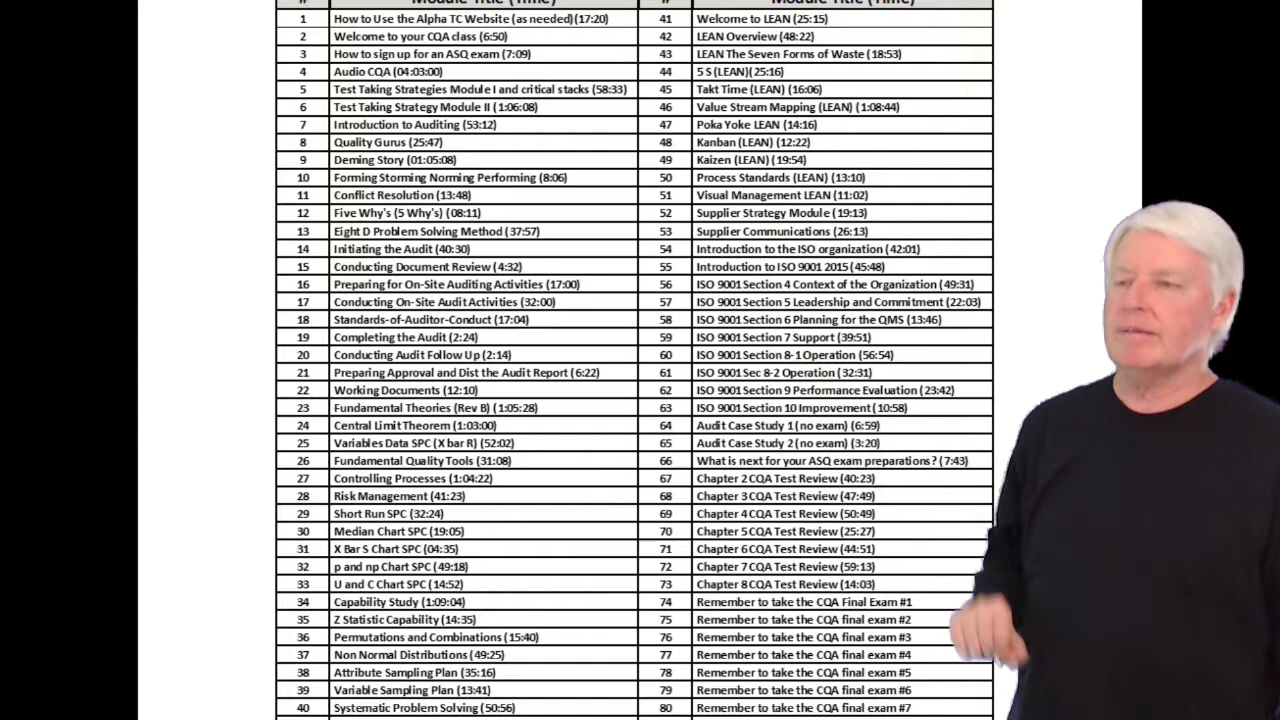 # Module Title (Time) # Module Title (Time)
1 How to Use the Alpha TC Website (as needed)(17:20) 41 Welcome to LEAN (25:15)
2 Welcome to your CQA class (6:50) 42 LEAN Overview (48:22)
3 How to sign up for an ASQ exam (7:09) 43 LEAN The Seven Forms of Waste (18:53)
4 Audio CQA (04:03:00) 44 5 S (LEAN)(25:16)
5 Test Taking Strategies Module I and critical stacks (58:33) 45 Takt Time (LEAN) (16:06)
6 Test Taking Strategy Module II (1:06:08) 46 Value Stream Mapping (LEAN) (1:08:44)
7 Introduction to Auditing (53:12) 47 Poka Yoke LEAN (14:16)
8 Quality Gurus (25:47) 48 Kanban (LEAN) (12:22)
9 Deming Story (01:05:08) 49 Kaizen (LEAN) (19:54)
10 Forming Storming Norming Performing (8:06) 50 Process Standards (LEAN) (13:10)
11 Conflict Resolution (13:48) 51 Visual Management LEAN (11:02)
12 Five Why's (5 Why's) (08:11) 52 Supplier Strategy Module (19:13)
13 Eight D Problem Solving Method (37:57) 53 Supplier Communications (26:13)
14 Initiating the Audit (40:30) 54 Introduction to the ISO organization (42:01)
15 Conducting Document Review (4:32) 55 Introduction to ISO 9001 2015 (45:48)
16 Preparing for On-Site Auditing Activities (17:00) 56 ISO 9001 Section 4 Context of the Organization (49:31)
17 Conducting On-Site Audit Activities (32:00) 57 ISO 9001 Section 5 Leadership and Commitment (22:03)
18 Standards-of-Auditor-Conduct (17:04) 58 ISO 9001 Section 6 Planning for the QMS (13:46)
19 Completing the Audit (2:24) 59 ISO 9001 Section 7 Support (39:51)
20 Conducting Audit Follow Up (2:14) 60 ISO 9001 Section 8-1 Operation (56:54)
21 Preparing Approval and Dist the Audit Report (6:22) 61 ISO 9001 Sec 8-2 Operation (32:31)
22 Working Documents (12:10) 62 ISO 9001 Section 9 Performance Evaluation (23:42)
23 Fundamental Theories (Rev B) (1:05:28) 63 ISO 9001 Section 10 Improvement (10:58)
24 Central Limit Theorem (1:03:00) 64 Audit Case Study 1 (no exam) (6:59)
25 Variables Data SPC (X bar R) (52:02) 65 Audit Case Study 2 (no exam) (3:20)
26 Fundamental Quality Tools (31:08) 66 What is next for your ASQ exam preparations? (7:43)
27 Controlling Processes (1:04:22) 67 Chapter 2 CQA Test Review (40:23)
28 Risk Management (41:23) 68 Chapter 3 CQA Test Review (47:49)
29 Short Run SPC (32:24) 69 Chapter 4 CQA Test Review (50:49)
30 Median Chart SPC (19:05) 70 Chapter 5 CQA Test Review (25:27)
31 X Bar S Chart SPC (04:35) 71 Chapter 6 CQA Test Review (44:51)
32 p and np Chart SPC (49:18) 72 Chapter 7 CQA Test Review (59:13)
33 U and C Chart SPC (14:52) 73 Chapter 8 CQA Test Review (14:03)
34 Capability Study (1:09:04) 74 Remember to take the CQA Final Exam #1
35 Z Statistic Capability (14:35) 75 Remember to take the CQA final exam #2
36 Permutations and Combinations (15:40) 76 Remember to take the CQA final exam #3
37 Non Normal Distributions (49:25) 77 Remember to take the CQA final exam #4
38 Attribute Sampling Plan (35:16) 78 Remember to take the CQA final exam #5
39 Variable Sampling Plan (13:41) 79 Remember to take the CQA final exam #6
40 Systematic Problem Solving (50:56) 80 Remember to take the CQA final exam #7